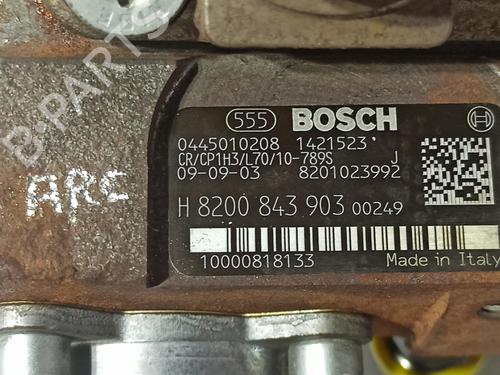 B-PARTS
555 BOSCH
0445010208 1421523
CR/CP1H3/L70/10-789S J
09-09-03 8201023992
H 8200 843 903 00249
10000818133 Made in Italy
ARE